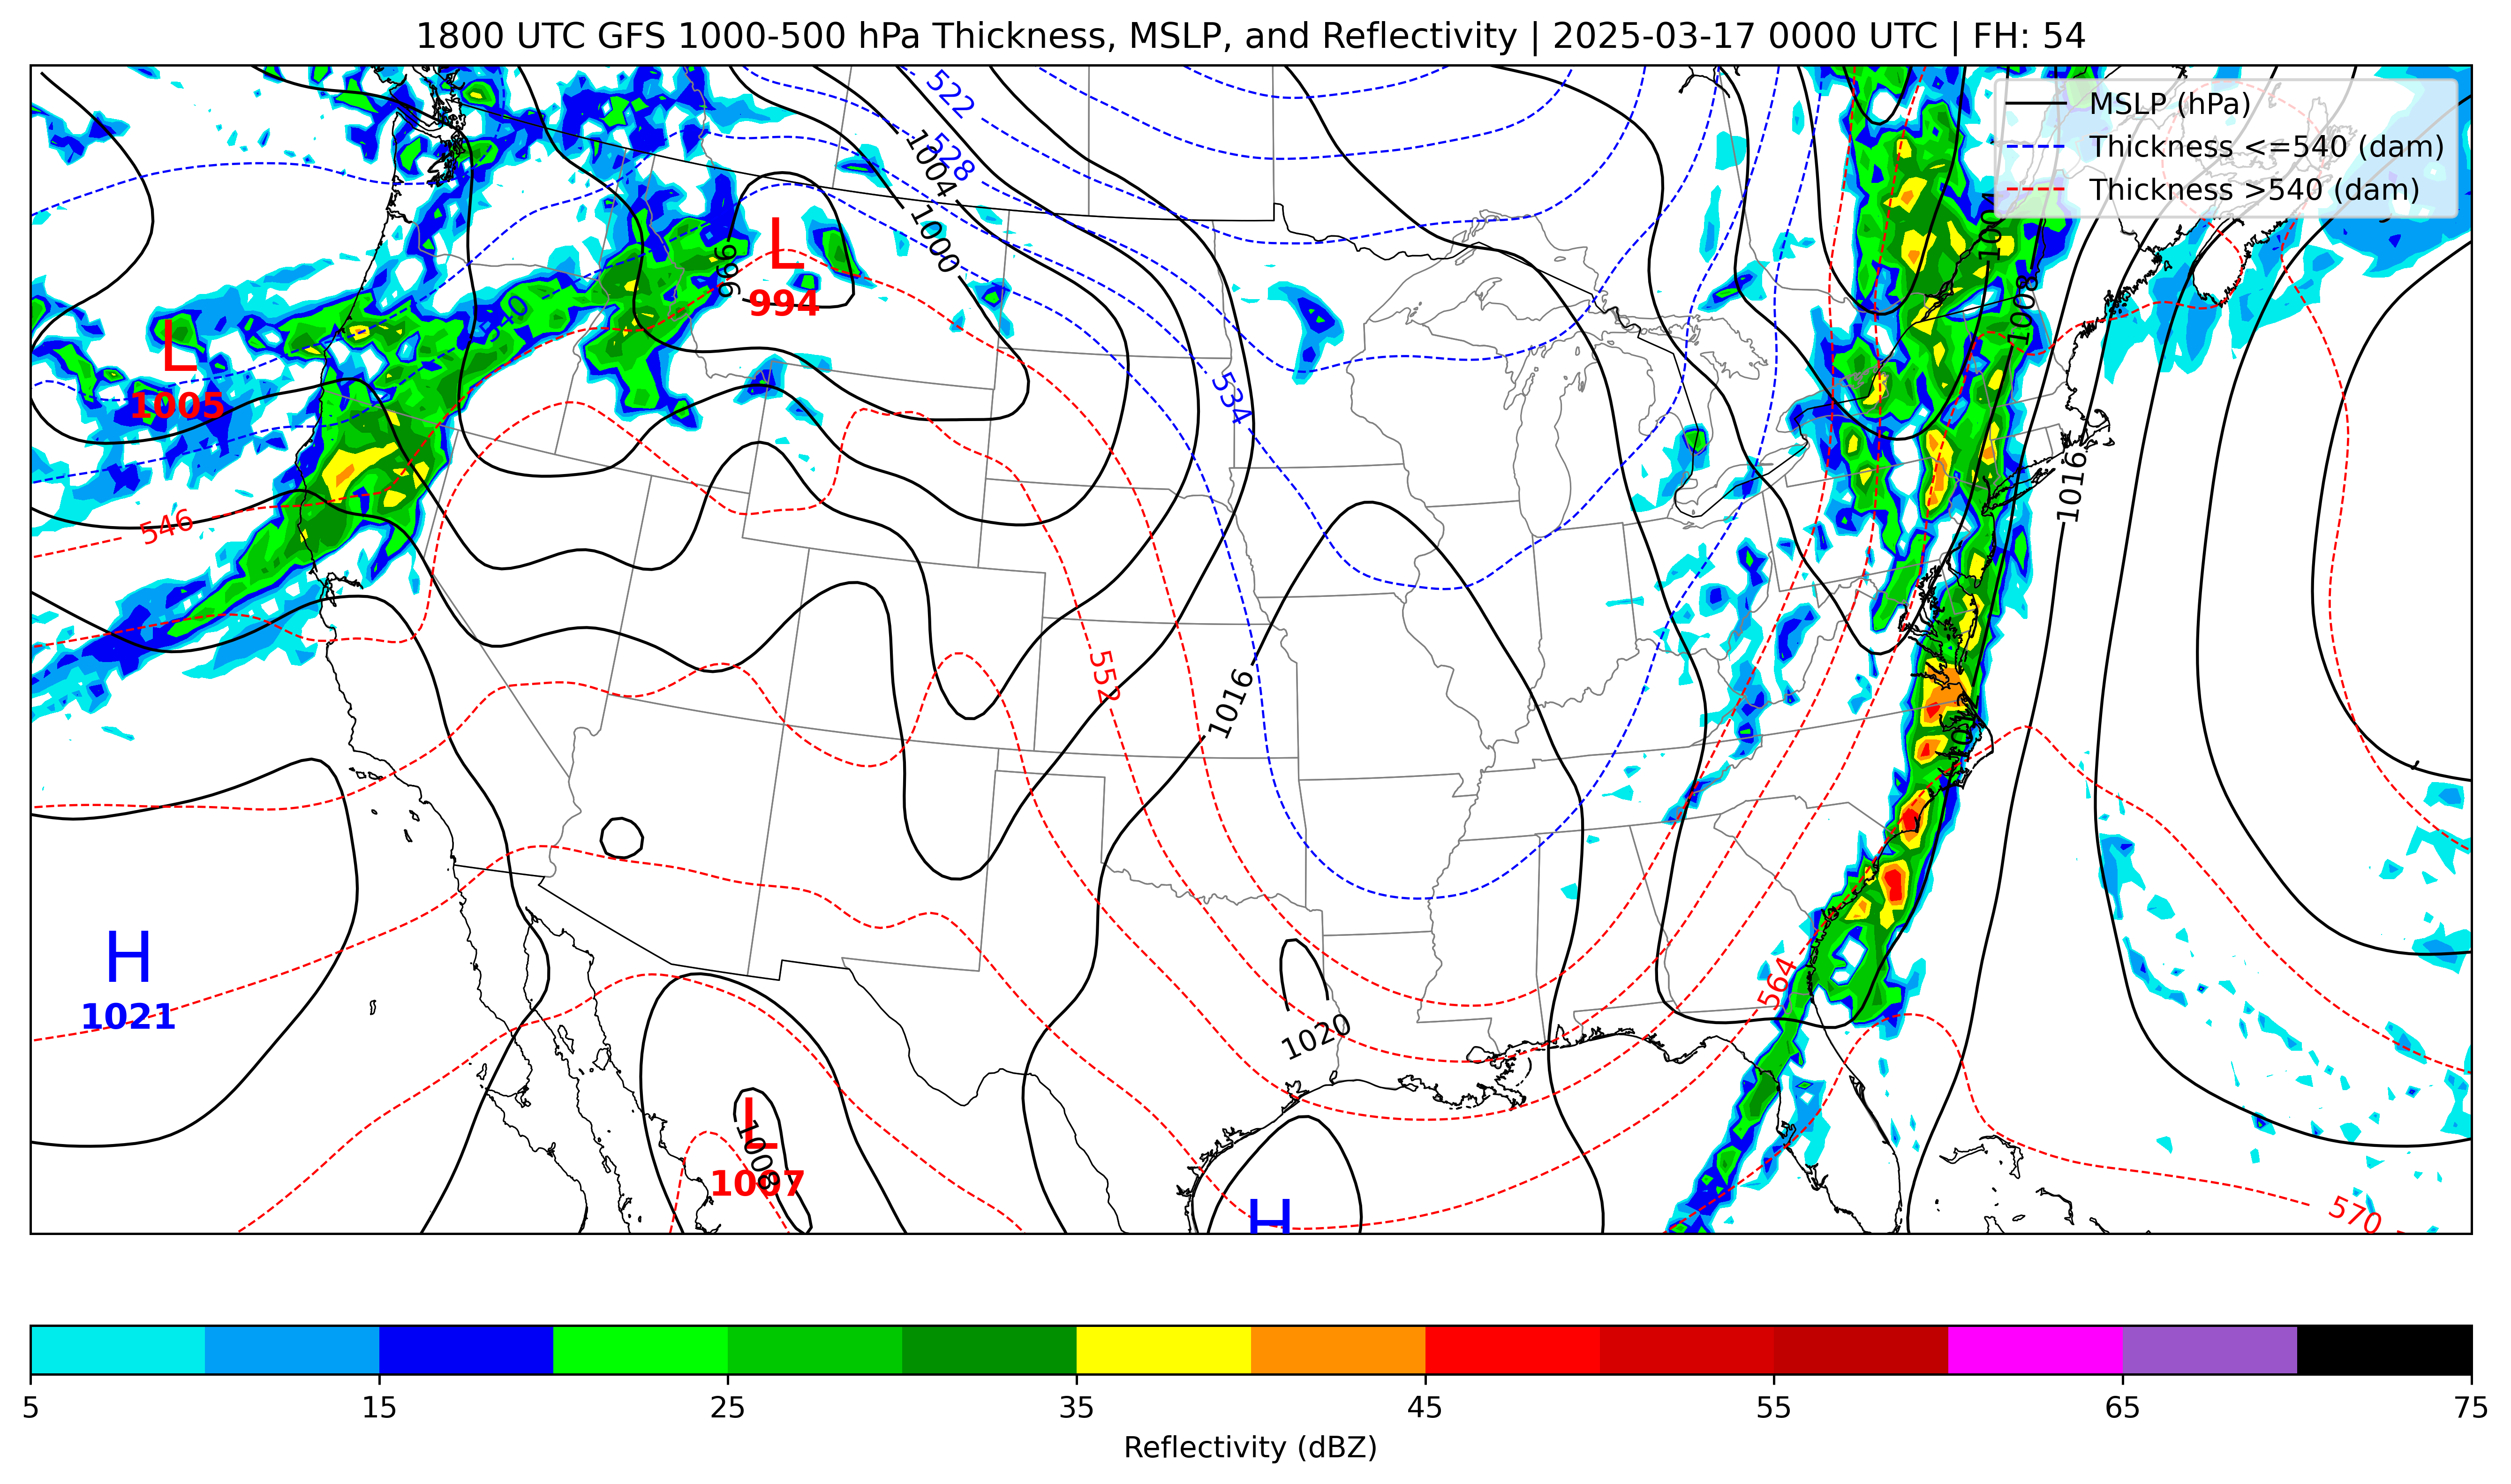 1800 UTC GFS 1000-500 hPa Thickness, MSLP, and Reflectivity | 2025-03-17 0000 UTC | FH: 54
MSLP (hPa)
Thickness <=540 (dam)
Thickness >540 (dam)
522
528
1004
1000
996
L
994
540
L
1005
534
546
1004
1008
1016
552
1016
H
1021
564
1020
L
1008
1007
H
570
5 15 25 35 45 55 65 75
Reflectivity (dBZ)